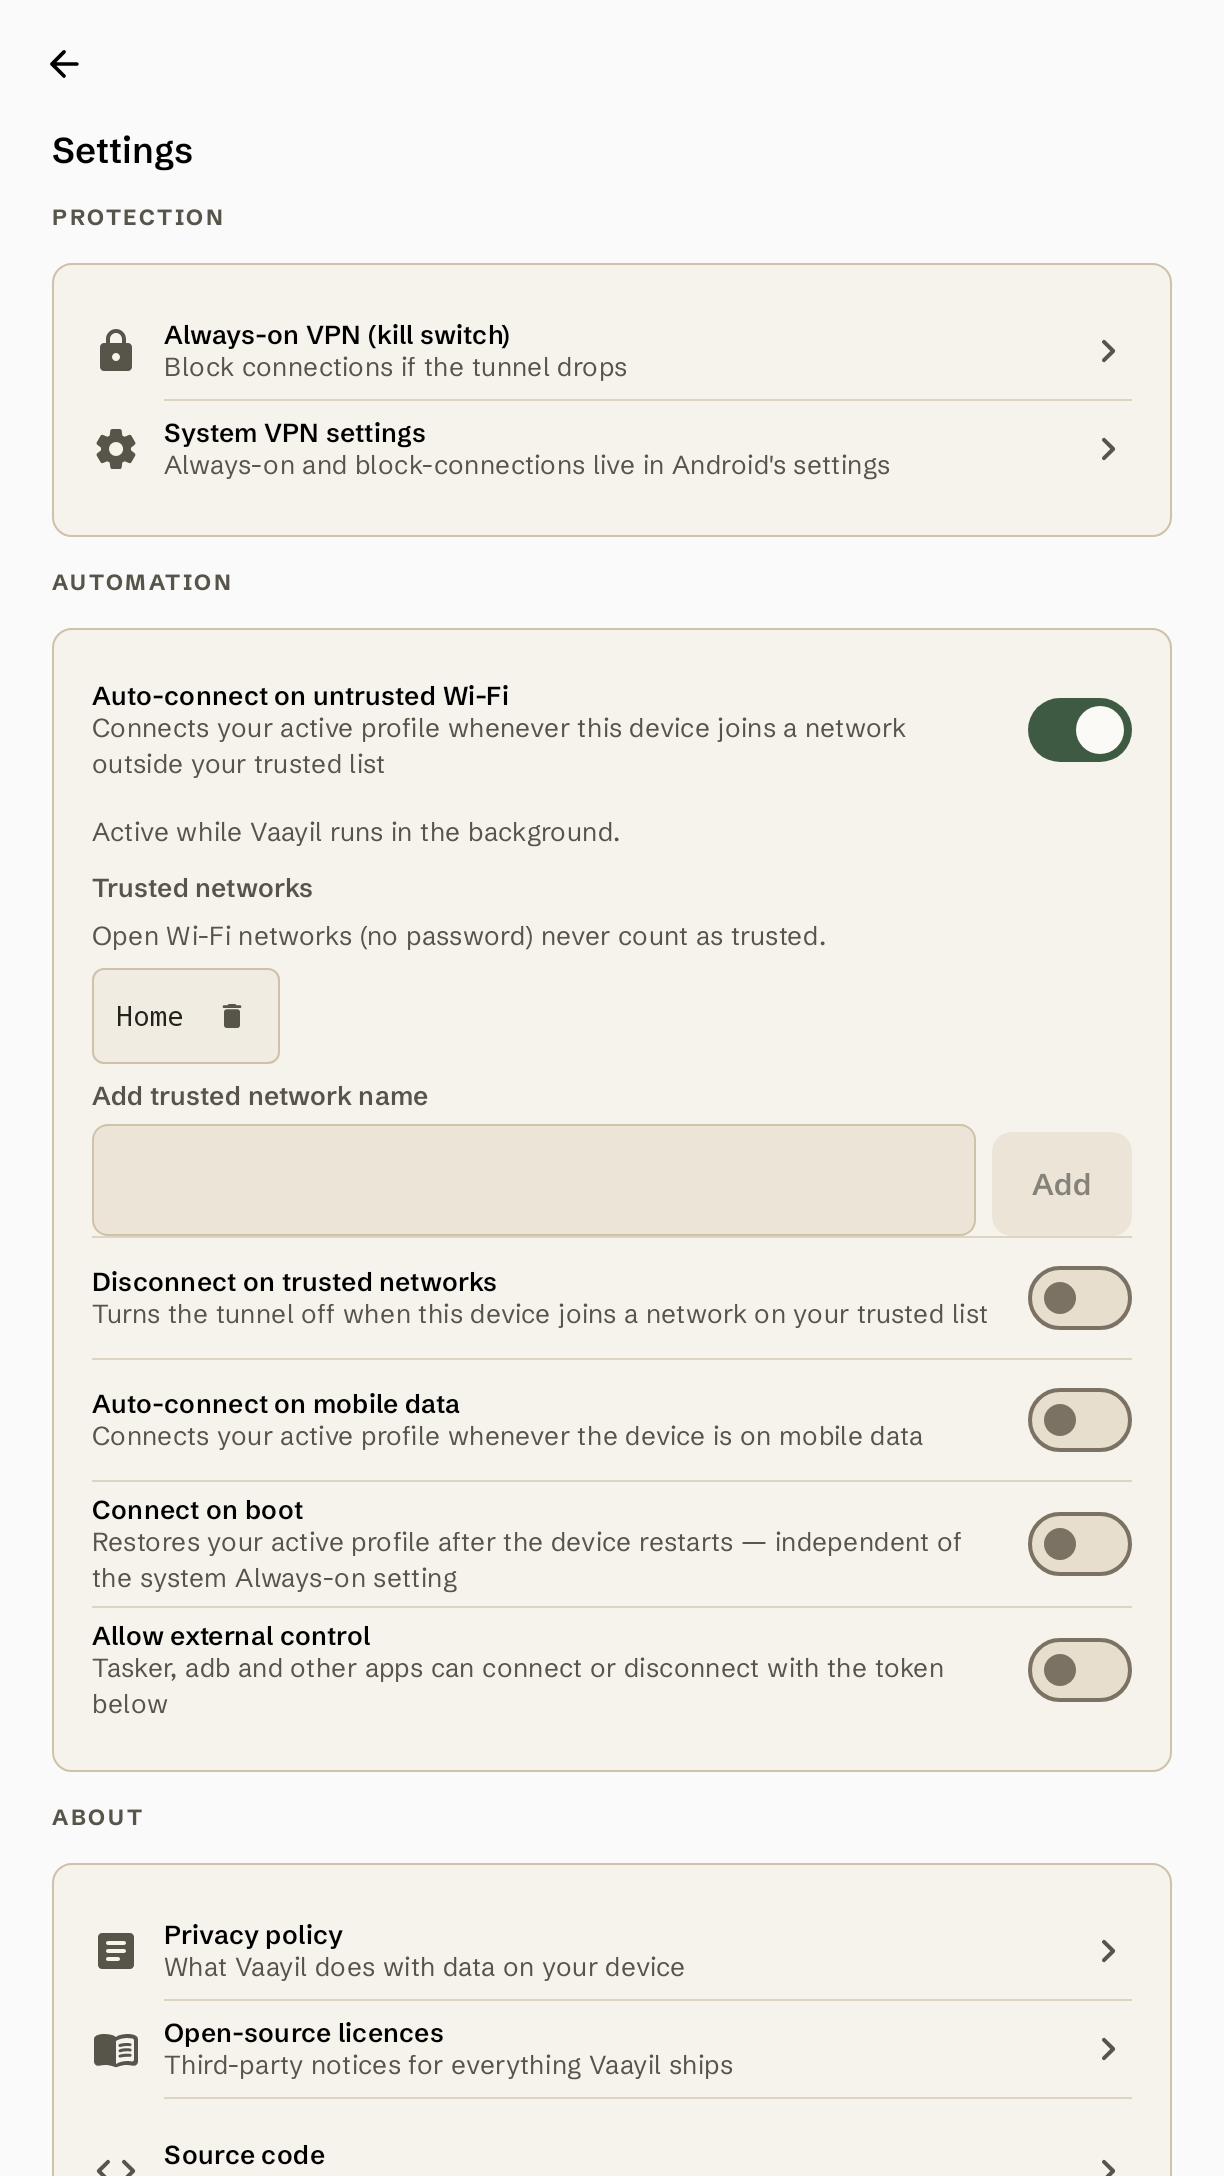 Settings
PROTECTION
Always-on VPN (kill switch)
Block connections if the tunnel drops
System VPN settings
Always-on and block-connections live in Android's settings
AUTOMATION
Auto-connect on untrusted Wi-Fi
Connects your active profile whenever this device joins a network
outside your trusted list
Active while Vaayil runs in the background.
Trusted networks
Open Wi-Fi networks (no password) never count as trusted.
Home
Add trusted network name
Add
Disconnect on trusted networks
Turns the tunnel off when this device joins a network on your trusted list
Auto-connect on mobile data
Connects your active profile whenever the device is on mobile data
Connect on boot
Restores your active profile after the device restarts — independent of
the system Always-on setting
Allow external control
Tasker, adb and other apps can connect or disconnect with the token
below
ABOUT
Privacy policy
What Vaayil does with data on your device
Open-source licences
Third-party notices for everything Vaayil ships
Source code